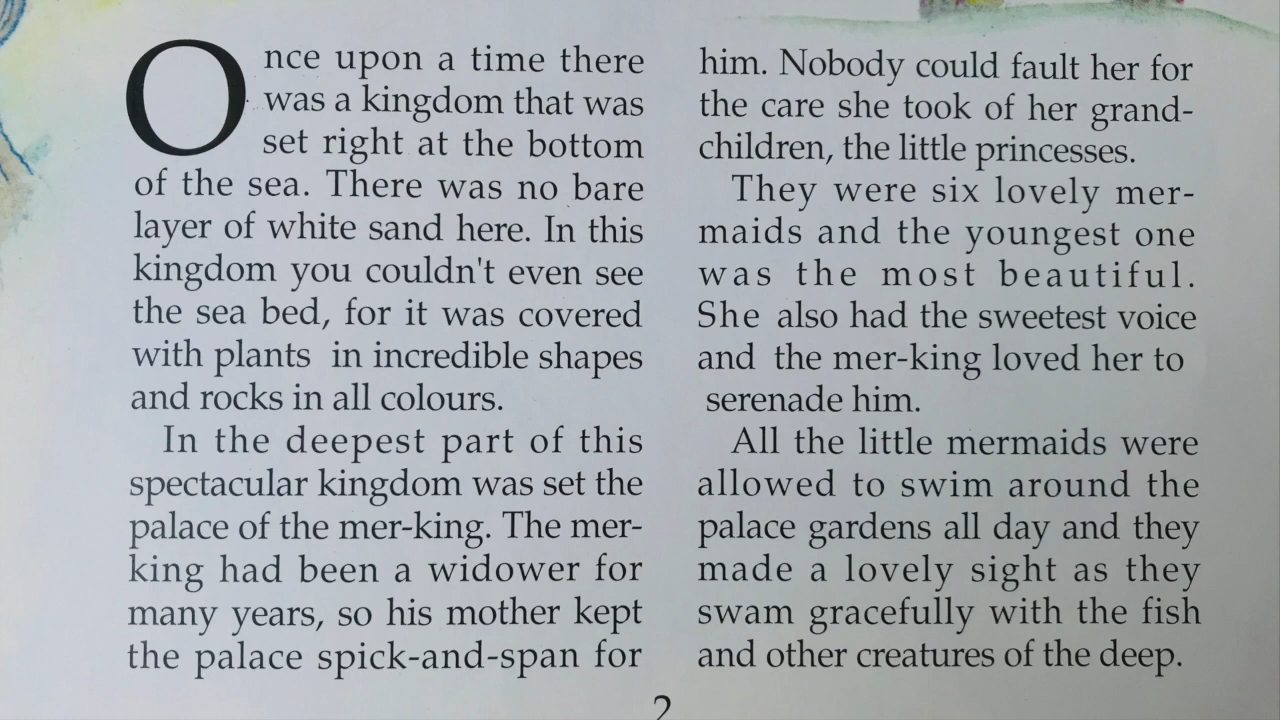 Once upon a time there
was a kingdom that was
set right at the bottom
of the sea. There was no bare
layer of white sand here. In this
kingdom you couldn't even see
the sea bed, for it was covered
with plants in incredible shapes
and rocks in all colours.
In the deepest part of this
spectacular kingdom was set the
palace of the mer-king. The mer-
king had been a widower for
many years, so his mother kept
the palace spick-and-span for
him. Nobody could fault her for
the care she took of her grand-
children, the little princesses.
They were six lovely mer-
maids and the youngest one
was the most beautiful.
She also had the sweetest voice
and the mer-king loved her to
serenade him.
All the little mermaids were
allowed to swim around the
palace gardens all day and they
made a lovely sight as they
swam gracefully with the fish
and other creatures of the deep.
2